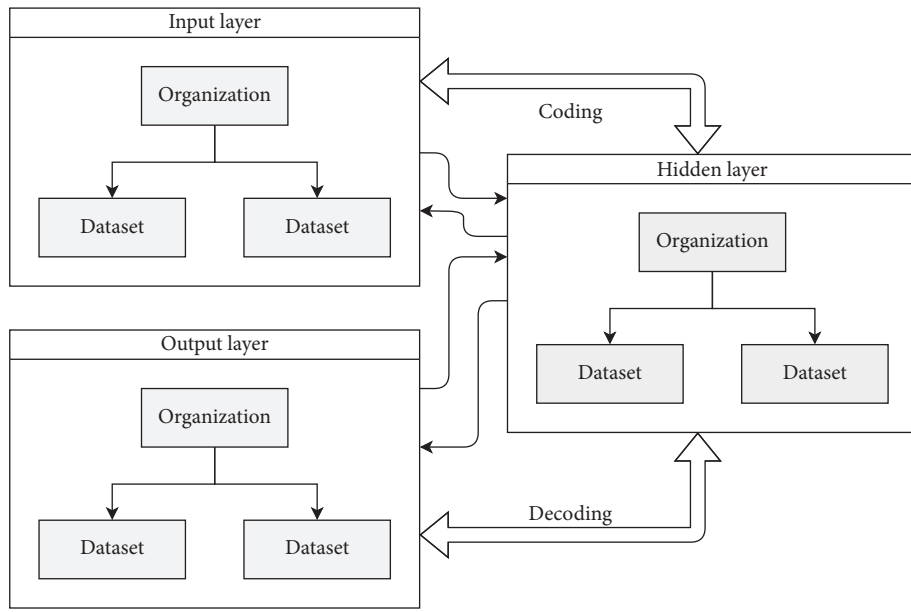 Input layer
Organization
Dataset
Dataset
Coding
Hidden layer
Organization
Dataset
Dataset
Output layer
Organization
Dataset
Dataset
Decoding